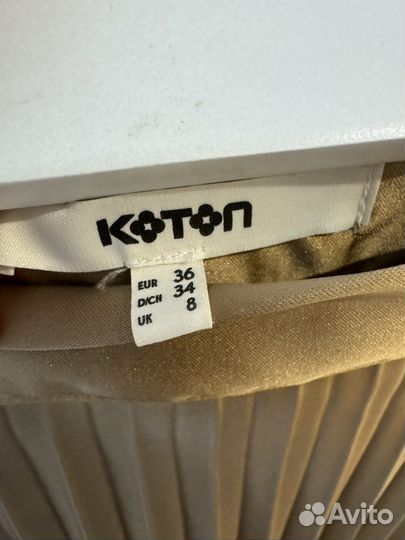 KOTON
EUR 36
D/CH 34
UK 8
Avito